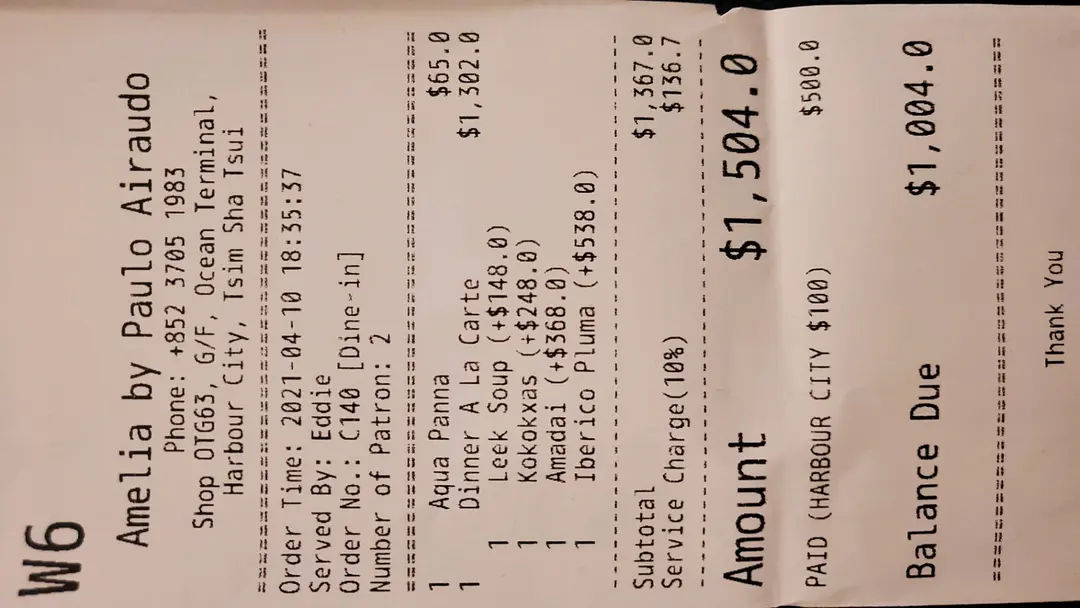 W6
Amelia by Paulo Airaudo
Phone: +852 3705 1983
Shop OTG63, G/F, Ocean Terminal,
Harbour City, Tsim Sha Tsui
Order Time: 2021-04-10 18:35:37
Served By: Eddie
Order No.: C140 [Dine-in]
Number of Patron: 2
1 Aqua Panna $65.0
1 Dinner A La Carte $1,302.0
1 Leek Soup (+$148.0)
1 Kokokxas (+$248.0)
1 Amadai (+$368.0)
1 Iberico Pluma (+$538.0)
Subtotal $1,367.0
Service Charge(10%) $136.7
Amount $1,504.0
PAID (HARBOUR CITY $100) $500.0
Balance Due $1,004.0
Thank You